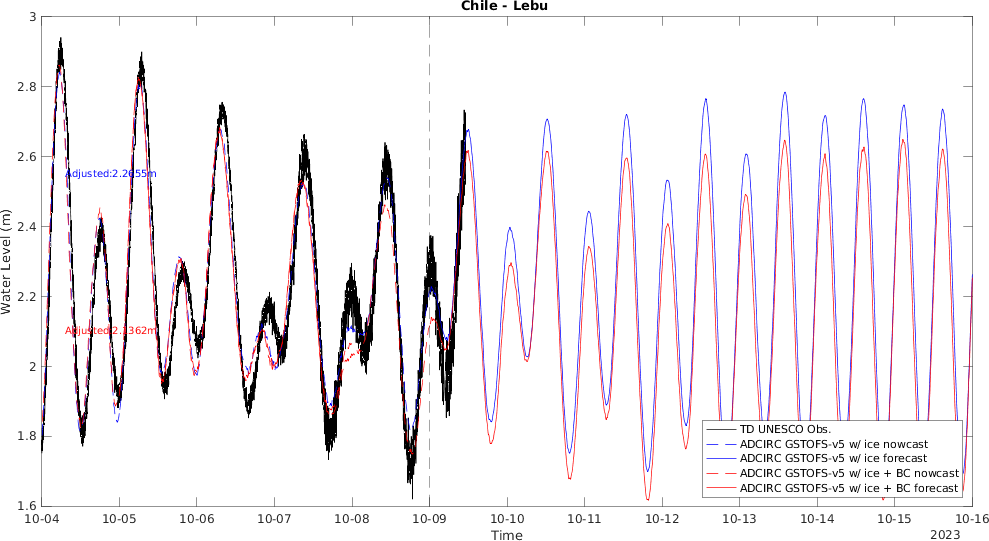 Chile - Lebu
Water Level (m)
3
2.8
2.6
2.4
2.2
2
1.8
1.6
Adjusted:2.2655m
Adjusted:2.1362m
TD UNESCO Obs.
ADCIRC GSTOFS-v5 w/ ice nowcast
ADCIRC GSTOFS-v5 w/ ice forecast
ADCIRC GSTOFS-v5 w/ ice + BC nowcast
ADCIRC GSTOFS-v5 w/ ice + BC forecast
10-04 10-05 10-06 10-07 10-08 10-09 10-10 10-11 10-12 10-13 10-14 10-15 10-16
Time
2023